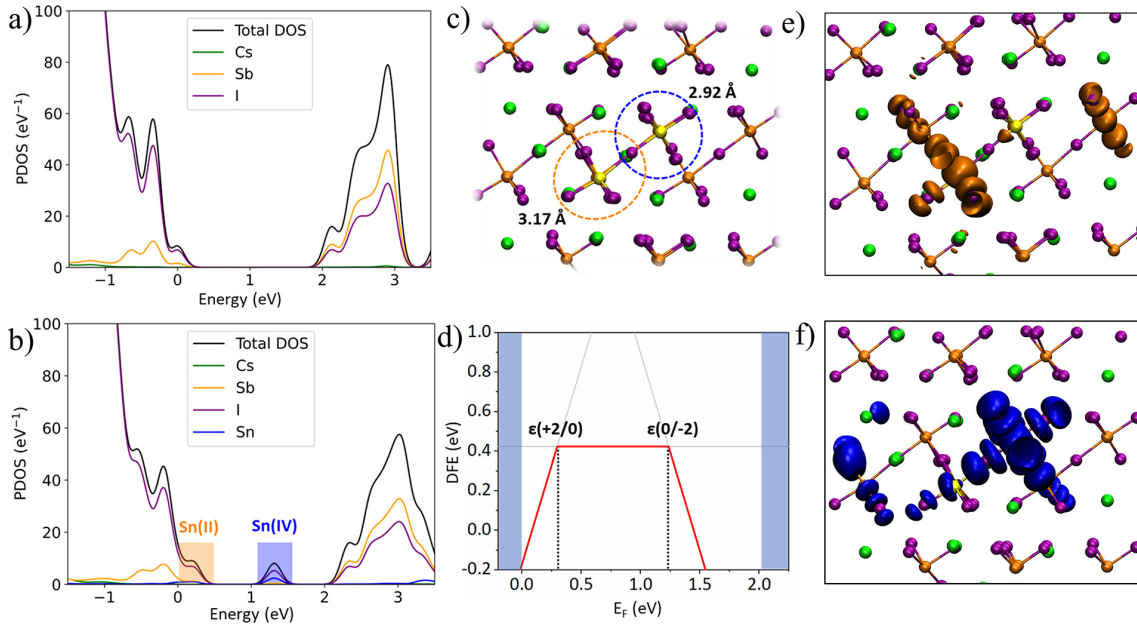 a)
100
80
60
40
20
0
PDOS (eV⁻¹)
Total DOS
Cs
Sb
I
−1
0
1
2
3
Energy (eV)
b)
100
80
60
40
20
0
PDOS (eV⁻¹)
Total DOS
Cs
Sb
I
Sn
Sn(II)
Sn(IV)
−1
0
1
2
3
Energy (eV)
c)
2.92 Å
3.17 Å
d)
1.0
0.8
0.6
0.4
0.2
0.0
-0.2
DFE (eV)
ε(+2/0)
ε(0/-2)
0.0
0.5
1.0
1.5
2.0
E_F (eV)
e)
f)